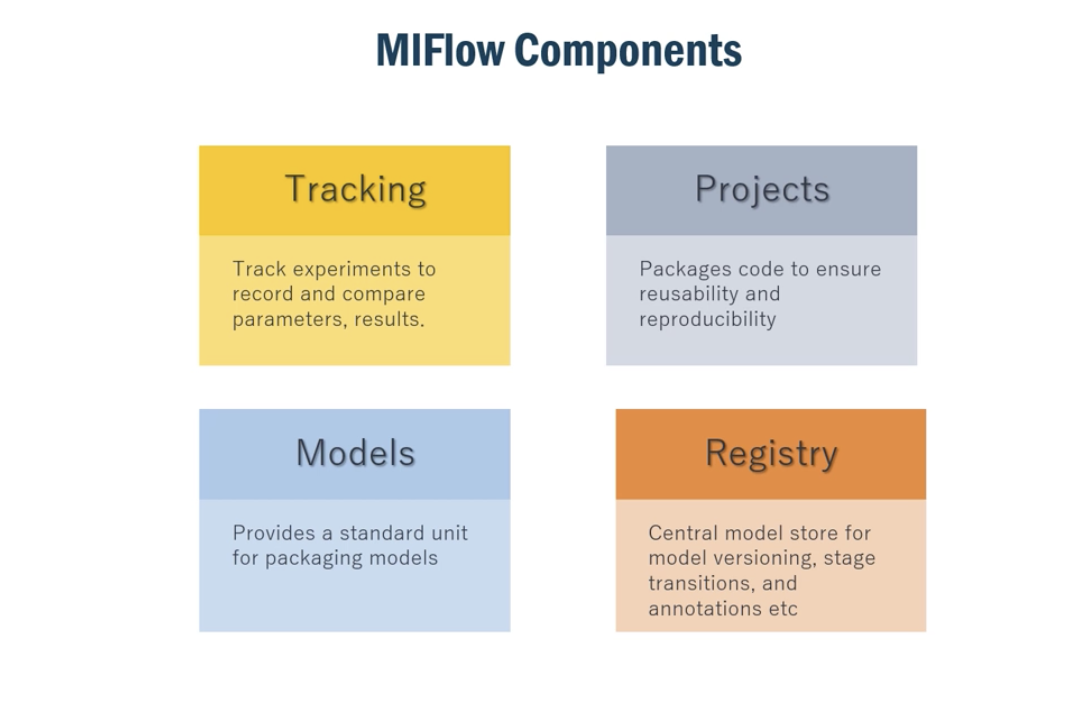 MlFlow Components
Tracking
Track experiments to
record and compare
parameters, results.
Projects
Packages code to ensure
reusability and
reproducibility
Models
Provides a standard unit
for packaging models
Registry
Central model store for
model versioning, stage
transitions, and
annotations etc